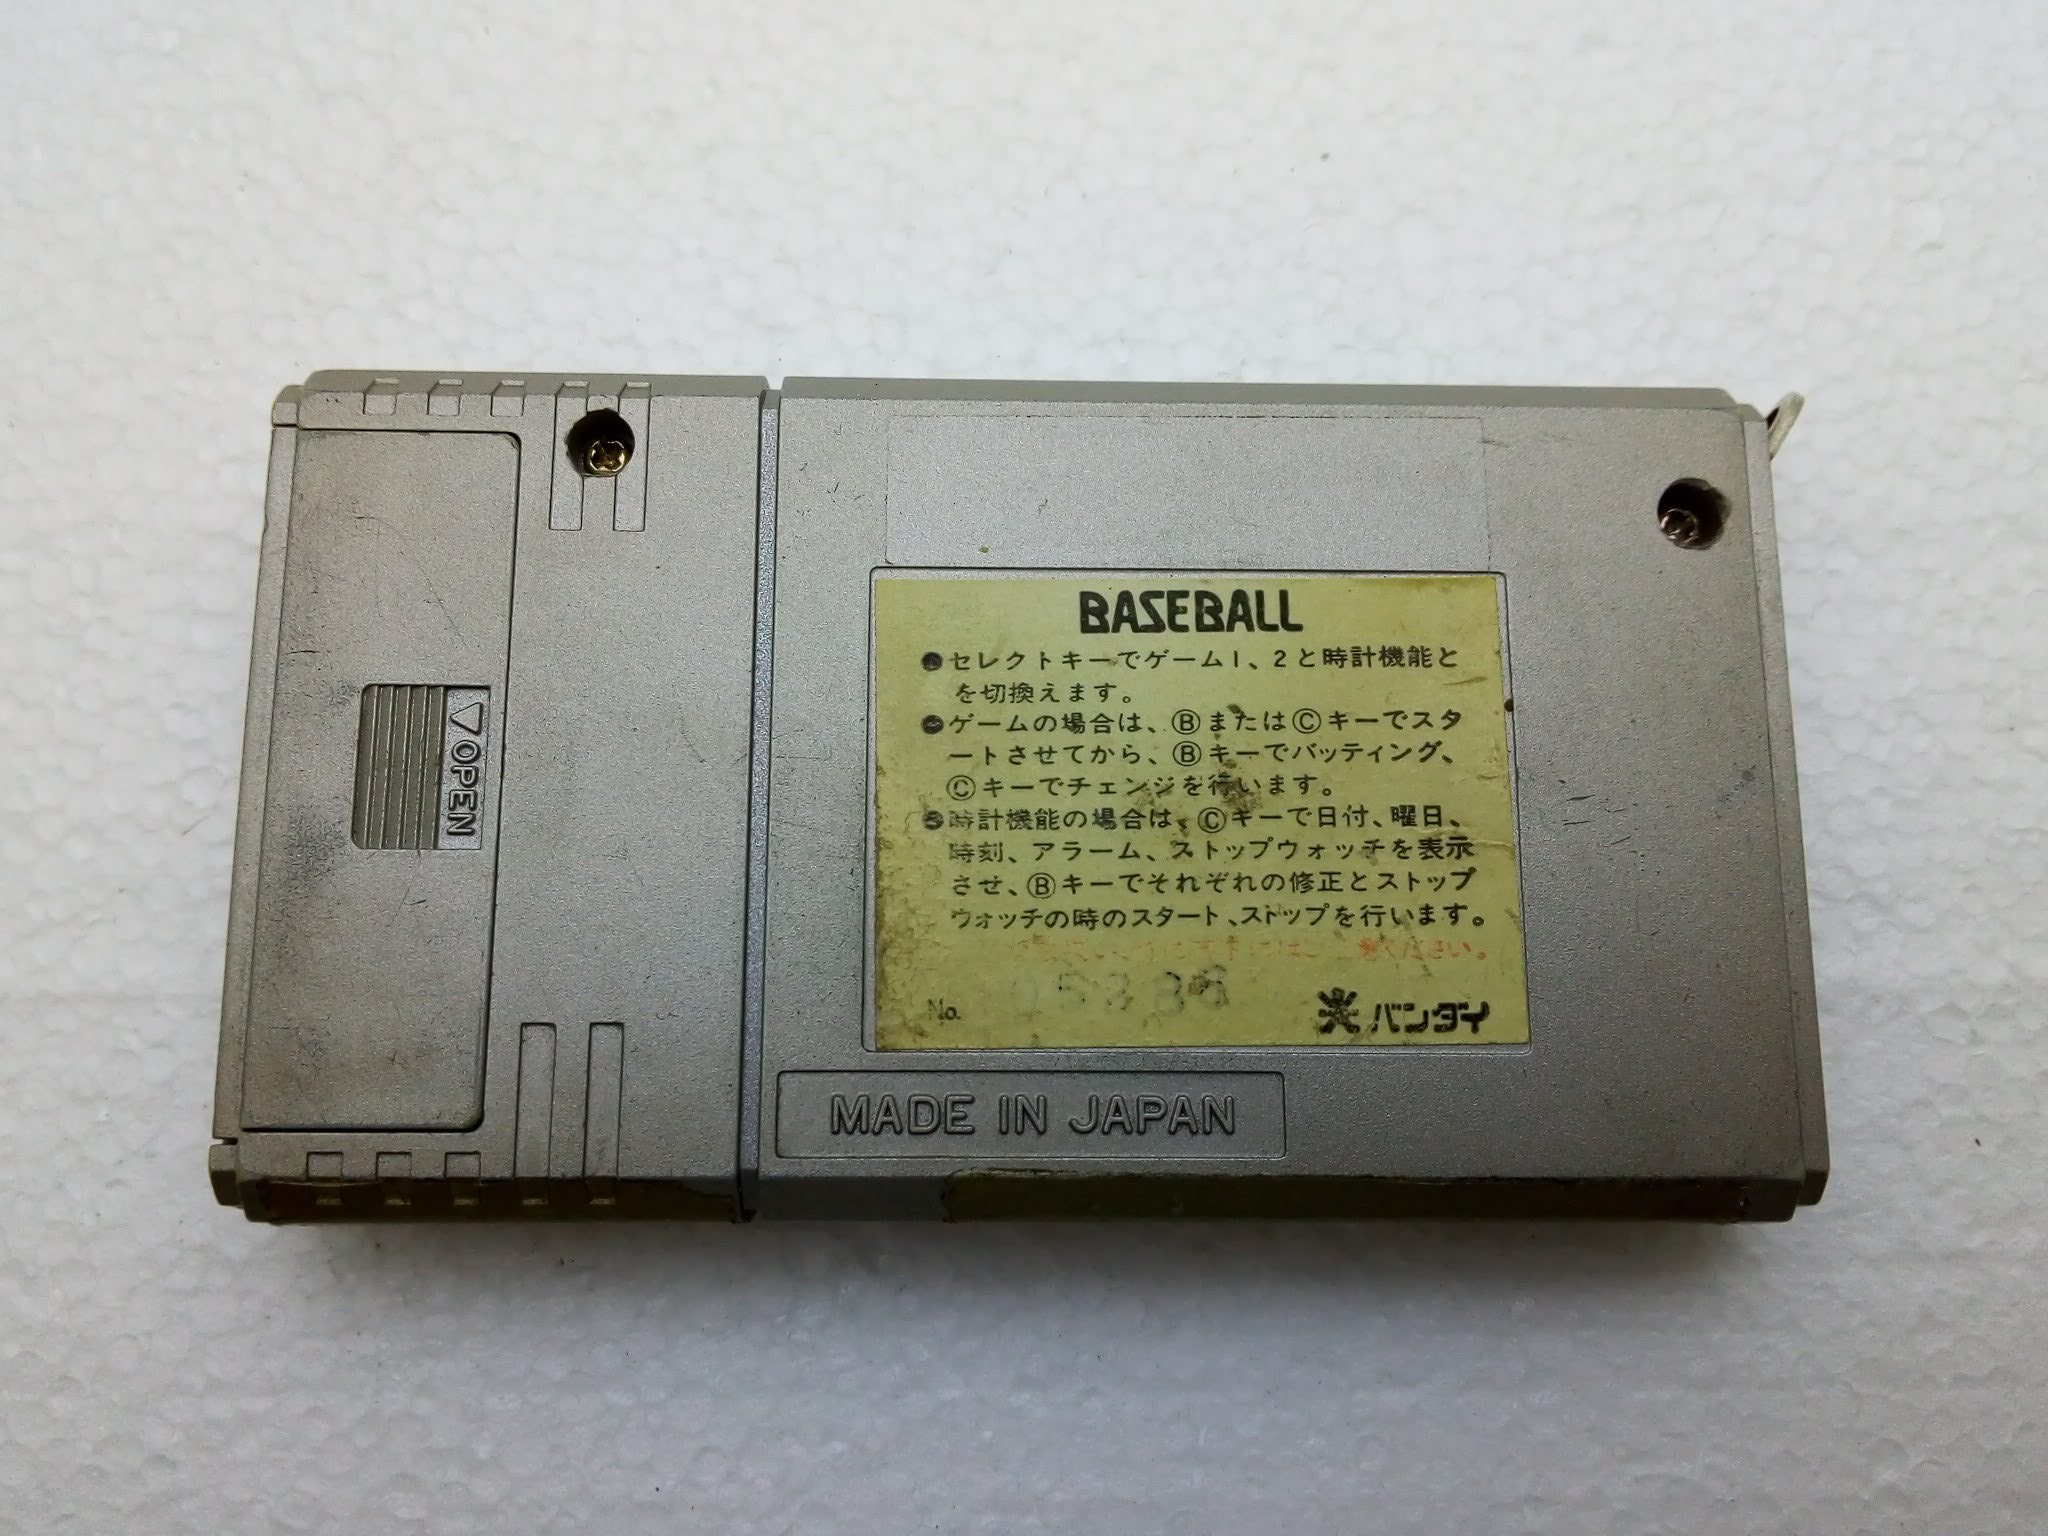 BASEBALL
●セレクトキーでゲーム1、2と時計機能と
を切換えます。
●ゲームの場合は、Ⓑまたはⓒキーでスタ
ートさせてから、Ⓑキーでバッティング、
Ⓒキーでチェンジを行います。
●時計機能の場合は、Ⓒキーで日付、曜日、
時刻、アラーム、ストップウォッチを表示
させ、Ⓑキーでそれぞれの修正とストップ
ウォッチの時のスタート、ストップを行います。
ください。
No.
バンダイ
MADE IN JAPAN
▽OPEN